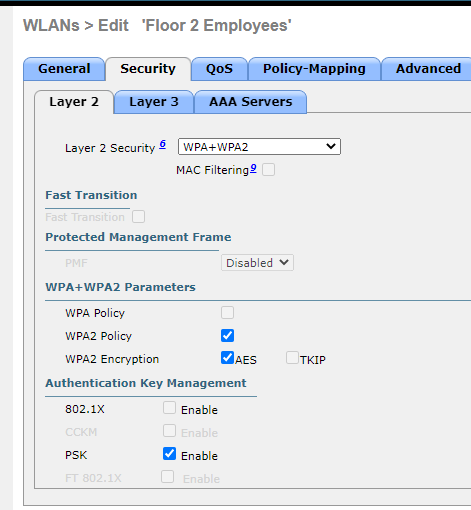 WLANs > Edit 'Floor 2 Employees'
General Security QoS Policy-Mapping Advanced
Layer 2 Layer 3 AAA Servers
Layer 2 Security 6 WPA+WPA2
MAC Filtering 9
Fast Transition
Fast Transition
Protected Management Frame
PMF Disabled
WPA+WPA2 Parameters
WPA Policy
WPA2 Policy
WPA2 Encryption AES TKIP
Authentication Key Management
802.1X Enable
CCKM Enable
PSK Enable
FT 802.1X Enable